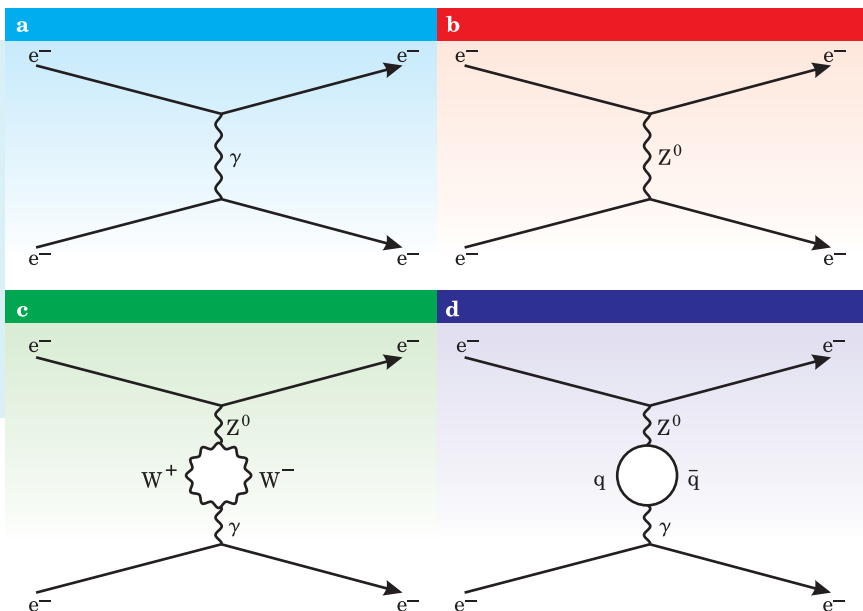 a
e⁻ e⁻
γ
e⁻ e⁻
b
e⁻ e⁻
Z⁰
e⁻ e⁻
c
e⁻ e⁻
Z⁰
W⁺ W⁻
γ
e⁻ e⁻
d
e⁻ e⁻
Z⁰
q q̄
γ
e⁻ e⁻